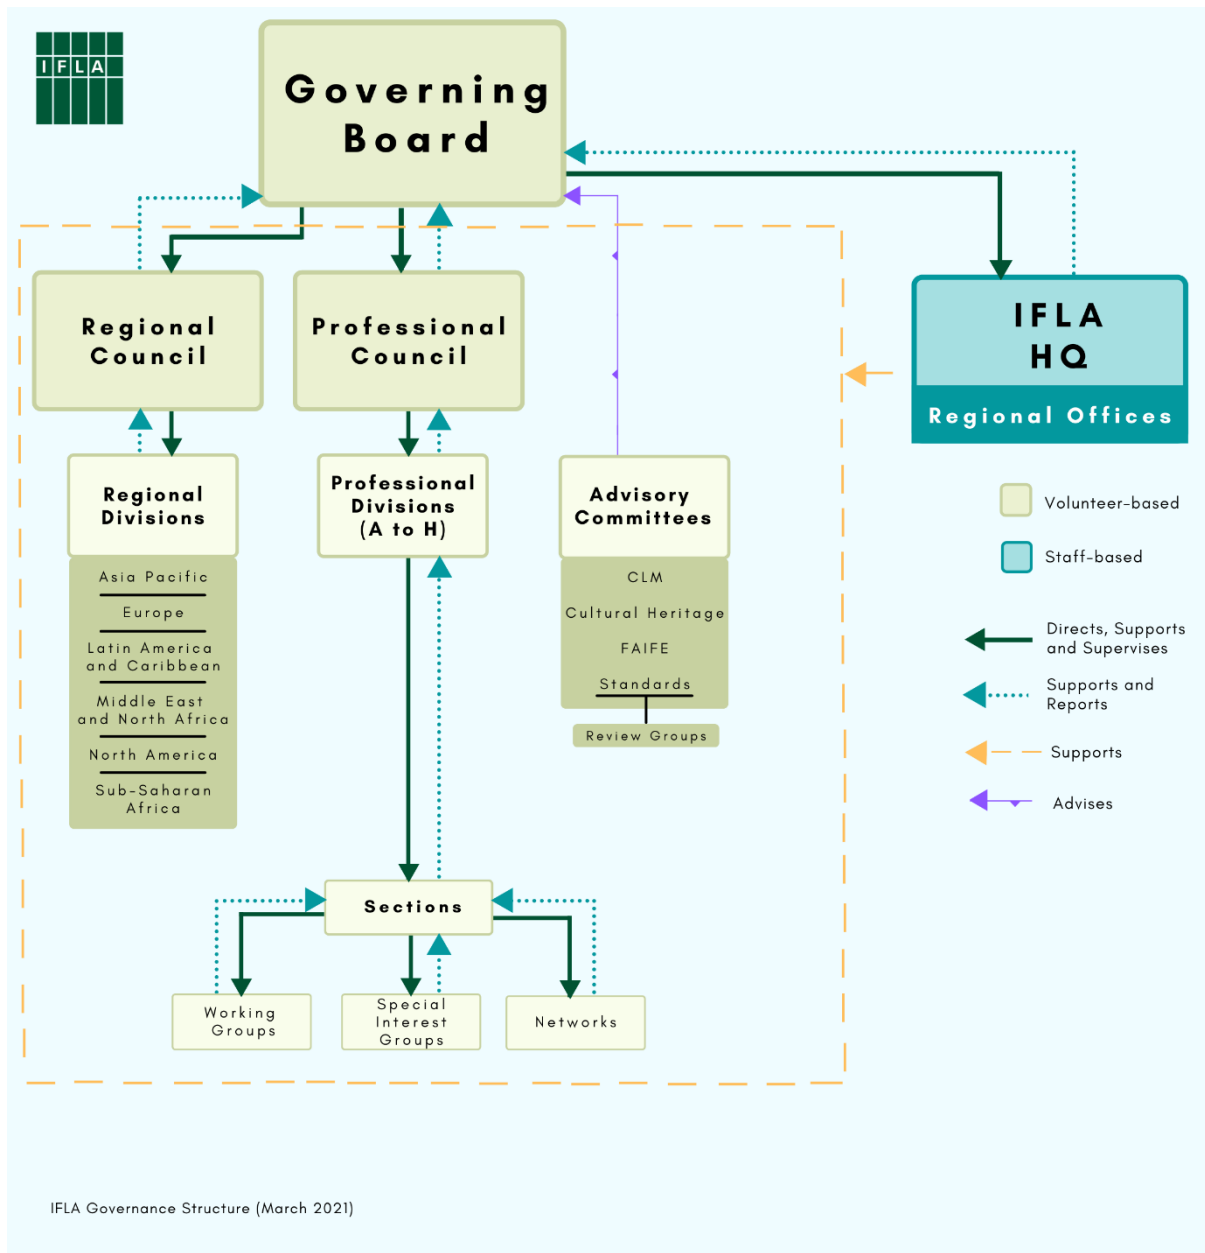 IFLA
Governing
Board
Regional
Council
Professional
Council
IFLA
HQ
Regional Offices
Regional
Divisions
Asia Pacific
Europe
Latin America
and Caribbean
Middle East
and North Africa
North America
Sub-Saharan
Africa
Professional
Divisions
(A to H)
Advisory
Committees
CLM
Cultural Heritage
FAIFE
Standards
Review Groups
Volunteer-based
Staff-based
Directs, Supports
and Supervises
Supports and
Reports
Supports
Advises
Sections
Working
Groups
Special
Interest
Groups
Networks
IFLA Governance Structure (March 2021)